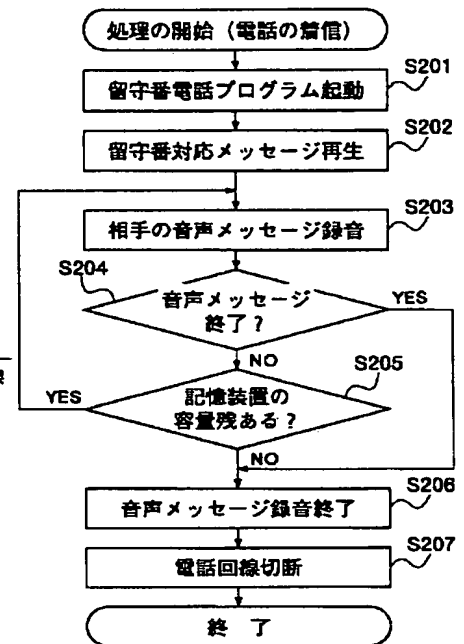 処理の開始（電話の着信）
S201
留守番電話プログラム起動
S202
留守番対応メッセージ再生
S203
相手の音声メッセージ録音
S204
音声メッセージ
終了？
YES
NO
S205
記憶装置の
容量残ある？
YES
NO
S206
音声メッセージ録音終了
S207
電話回線切断
終 了